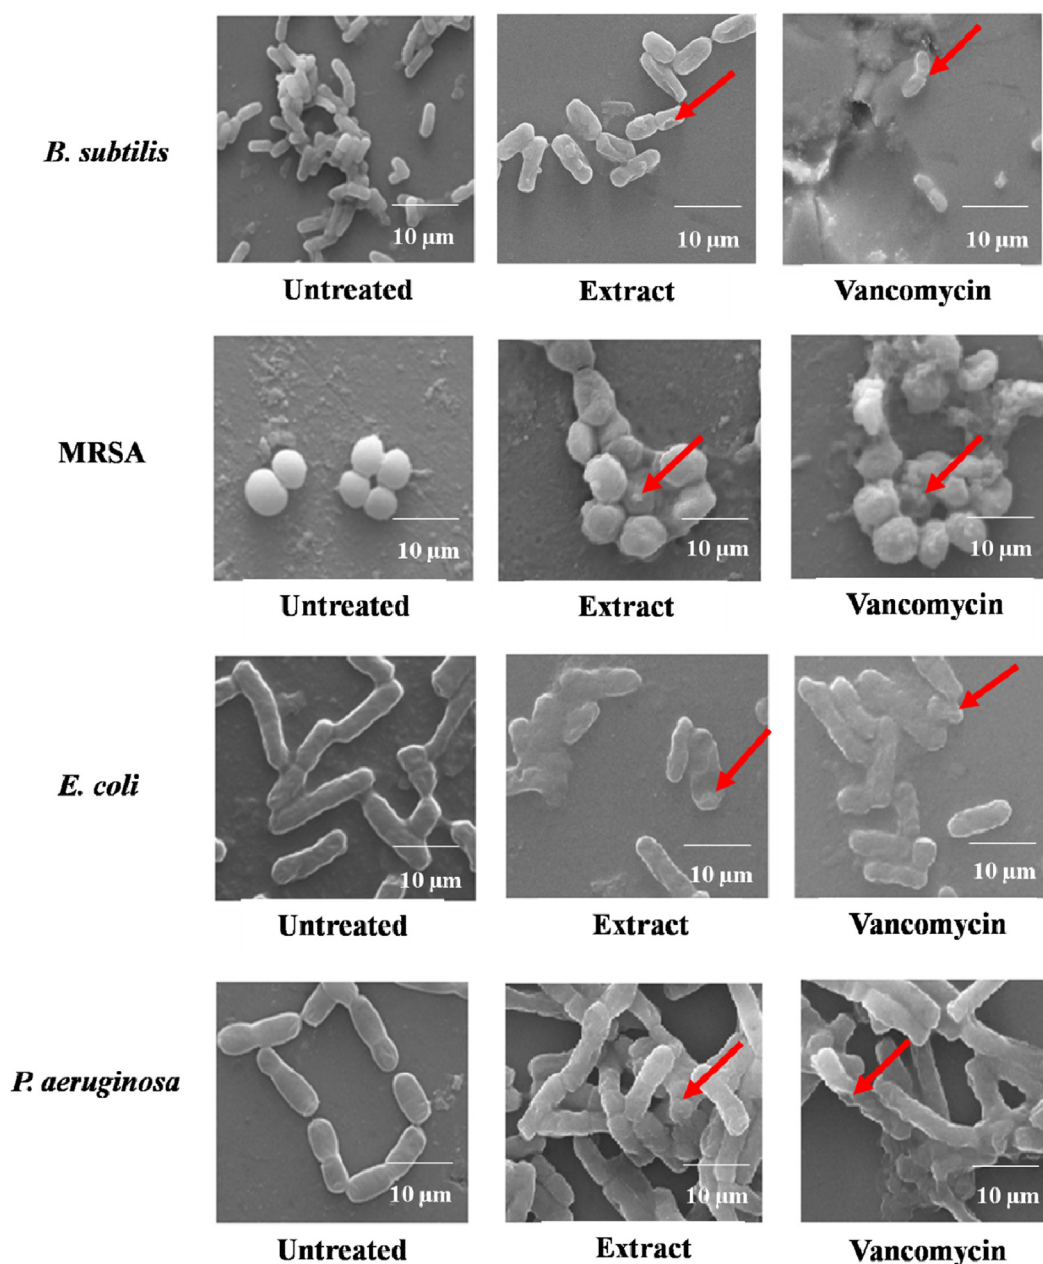 B. subtilis
10 μm
10 μm
10 μm
Untreated
Extract
Vancomycin
MRSA
10 μm
10 μm
10 μm
Untreated
Extract
Vancomycin
E. coli
10 μm
10 μm
10 μm
Untreated
Extract
Vancomycin
P. aeruginosa
10 μm
10 μm
10 μm
Untreated
Extract
Vancomycin